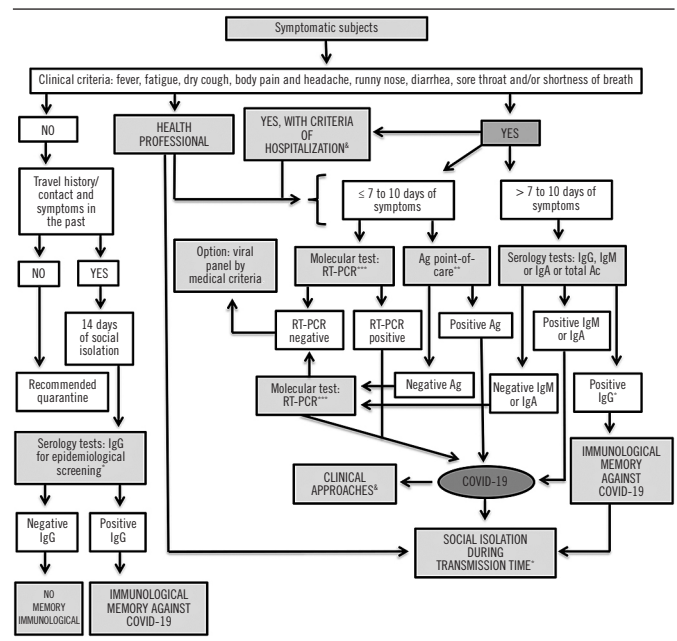 Symptomatic subjects
Clinical criteria: fever, fatigue, dry cough, body pain and headache, runny nose, diarrhea, sore throat and/or shortness of breath
NO
HEALTH
PROFESSIONAL
YES, WITH CRITERIA
OF
HOSPITALIZATION&
YES
Travel history/
contact and
symptoms in
the past
≤ 7 to 10 days of
symptoms
> 7 to 10 days of
symptoms
NO
YES
Option: viral
panel by
medical criteria
Molecular test:
RT-PCR***
Ag point-of-
care**
Serology tests: IgG, IgM
or IgA or total Ac
14 days
of social
isolation
RT-PCR
negative
RT-PCR
positive
Positive Ag
Positive IgM
or IgA
Recommended
quarantine
Molecular test:
RT-PCR***
Negative Ag
Negative IgM
or IgA
Positive
IgG*
Serology tests: IgG
for epidemiological
screening*
CLINICAL
APPROACHES&
COVID-19
IMMUNOLOGICAL
MEMORY
AGAINST
COVID-19
Negative
IgG
Positive
IgG
SOCIAL ISOLATION
DURING
TRANSMISSION TIME*
NO
MEMORY
IMMUNOLOGICAL
IMMUNOLOGICAL
MEMORY AGAINST
COVID-19